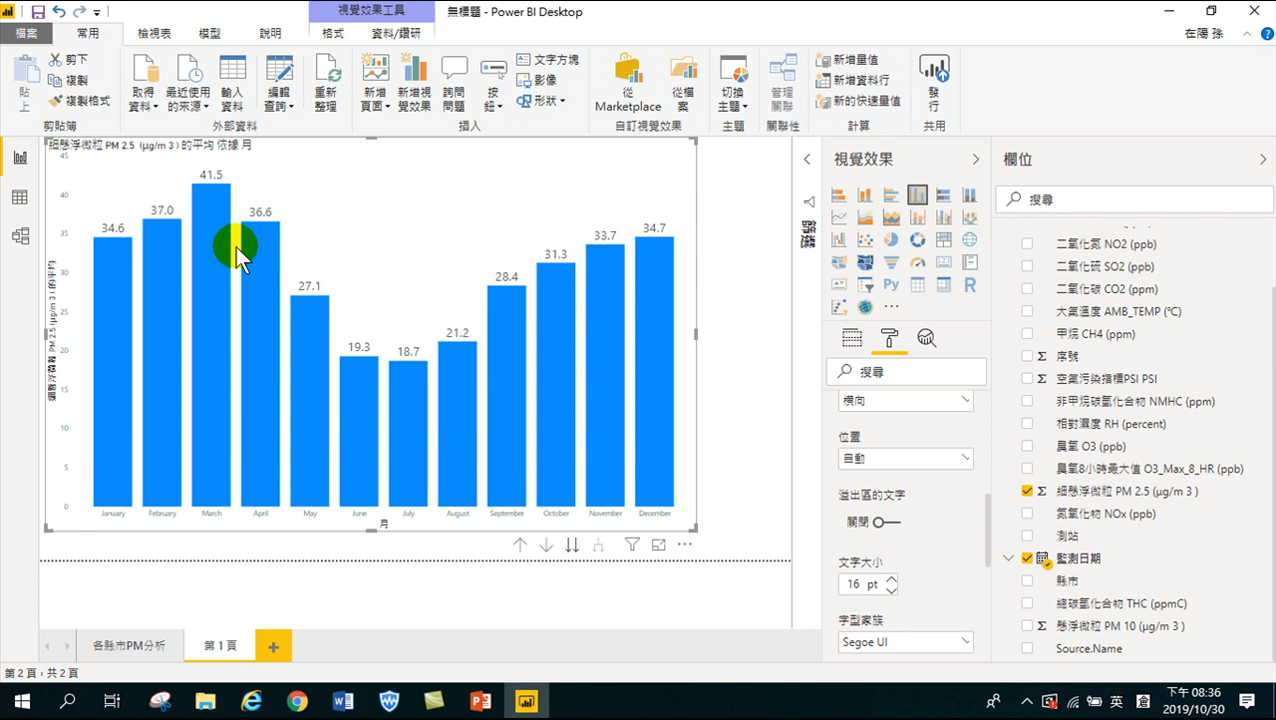 視覺效果工具
無標題 - Power BI Desktop
檔案 常用 檢視表 模型 說明 格式 資料/鑽研
在陽 孫
貼上
剪下
複製
複製格式
剪貼簿
取得資料
最近使用的來源
輸入資料
編輯查詢
重新整理
外部資料
新增頁面
新增視覺效果
詢問問題
按鈕
文字方塊
影像
形狀
插入
從 Marketplace
從檔案
自訂視覺效果
切換主題
主題
管理關聯
關聯性
新增量值
新增資料行
新的快速量值
計算
發行
共用
細懸浮微粒 PM 2.5 (μg/m 3 ) 的平均 依據 月
細懸浮微粒 PM 2.5 (μg/m 3 ) 的平均
45
40
35
30
25
20
15
10
5
0
34.6 37.0 41.5 36.6 27.1 19.3 18.7 21.2 28.4 31.3 33.7 34.7
January February March April May June July August September October November December
月
篩選
視覺效果
搜尋
橫向
位置
自動
溢出區的文字
關閉
文字大小
16 pt
字型家族
Segoe UI
欄位
搜尋
二氧化氮 NO2 (ppb)
二氧化硫 SO2 (ppb)
二氧化碳 CO2 (ppm)
大氣溫度 AMB_TEMP (℃)
甲烷 CH4 (ppm)
序號
空氣污染指標PSI PSI
非甲烷碳氫化合物 NMHC (ppm)
相對濕度 RH (percent)
臭氧 O3 (ppb)
臭氧8小時最大值 O3_Max_8_HR (ppb)
細懸浮微粒 PM 2.5 (μg/m 3 )
氮氧化物 NOx (ppb)
測站
監測日期
縣市
總碳氫化合物 THC (ppmC)
懸浮微粒 PM 10 (μg/m 3 )
Source.Name
各縣市PM分析 第 1 頁
第 2 頁，共 2 頁
英
下午 08:36
2019/10/30